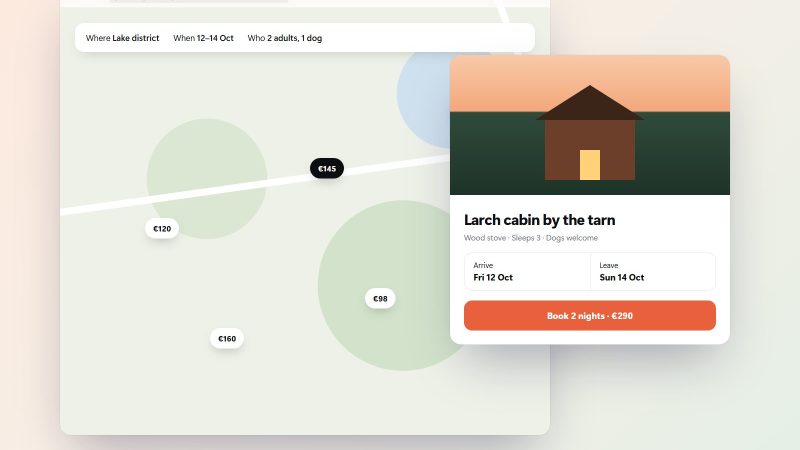 Where Lake district When 12–14 Oct Who 2 adults, 1 dog
€145
€120
€98
€160
Larch cabin by the tarn
Wood stove · Sleeps 3 · Dogs welcome
Arrive
Fri 12 Oct
Leave
Sun 14 Oct
Book 2 nights · €290